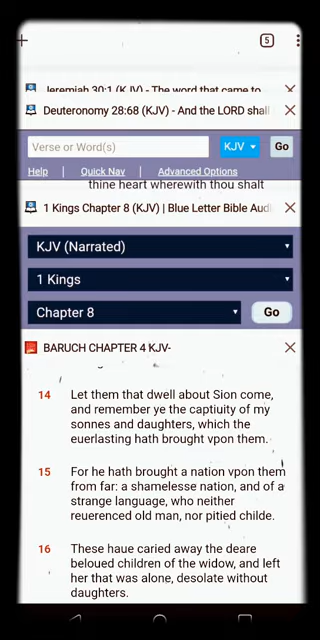 5
Jeremiah 30:1 (KJV) - The word that came to
Deuteronomy 28:68 (KJV) - And the LORD shall
Verse or Word(s)
KJV
Go
Help | Quick Nav | Advanced Options
thine heart wherewith thou shalt
1 Kings Chapter 8 (KJV) | Blue Letter Bible Audi
KJV (Narrated)
1 Kings
Chapter 8
Go
BARUCH CHAPTER 4 KJV-
14 Let them that dwell about Sion come,
and remember ye the captiuity of my
sonnes and daughters, which the
euerlasting hath brought vpon them.
15 For he hath brought a nation vpon them
from far: a shamelesse nation, and of a
strange language, who neither
reuerenced old man, nor pitied childe.
16 These haue caried away the deare
beloued children of the widow, and left
her that was alone, desolate without
daughters.